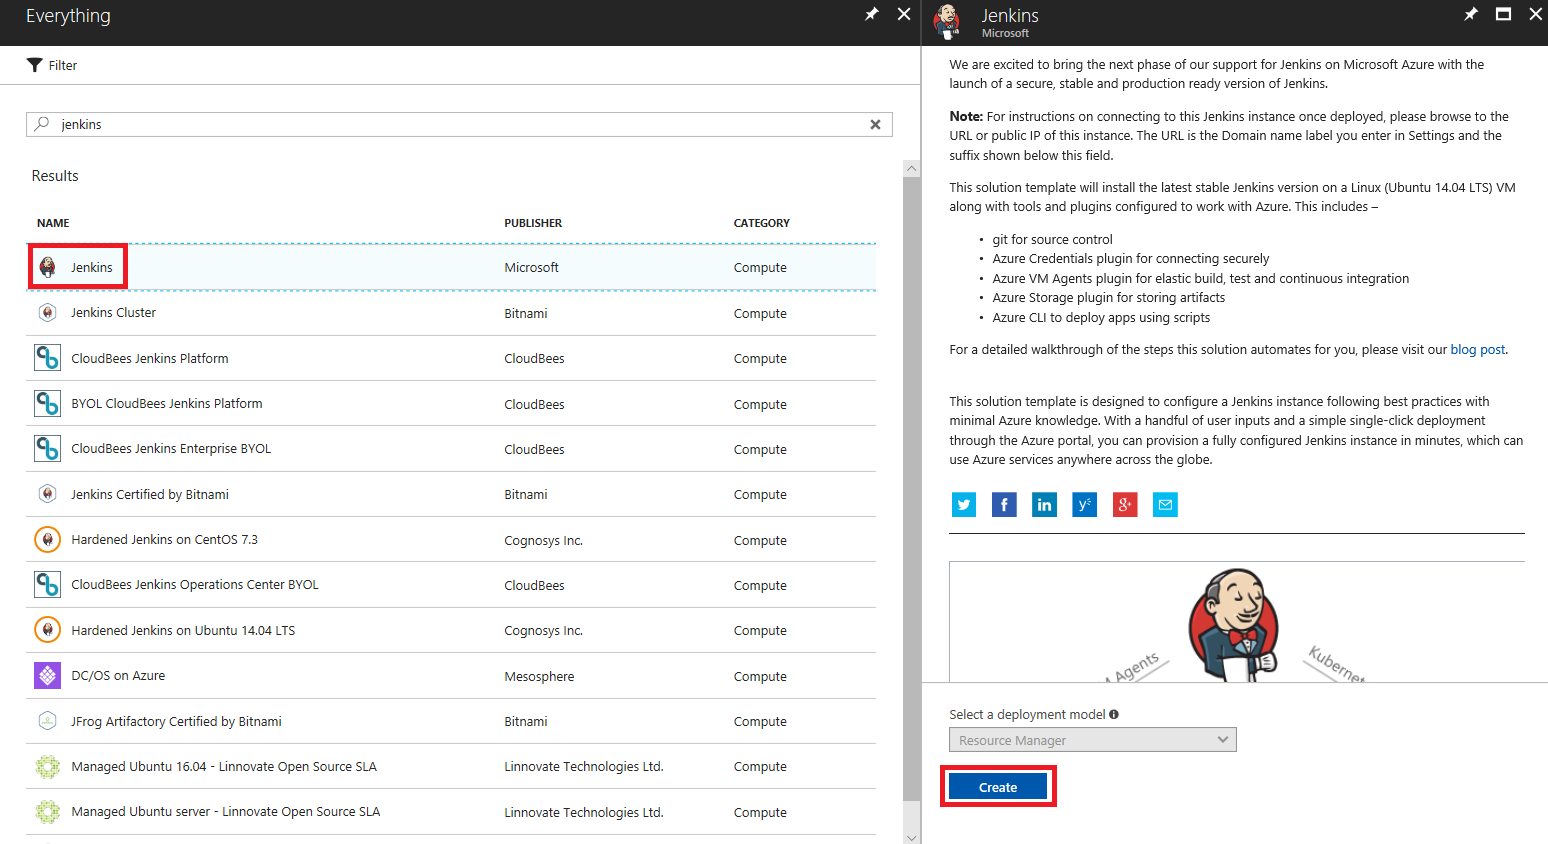 Everything
Filter
jenkins
Results
NAME PUBLISHER CATEGORY
Jenkins Microsoft Compute
Jenkins Cluster Bitnami Compute
CloudBees Jenkins Platform CloudBees Compute
BYOL CloudBees Jenkins Platform CloudBees Compute
CloudBees Jenkins Enterprise BYOL CloudBees Compute
Jenkins Certified by Bitnami Bitnami Compute
Hardened Jenkins on CentOS 7.3 Cognosys Inc. Compute
CloudBees Jenkins Operations Center BYOL CloudBees Compute
Hardened Jenkins on Ubuntu 14.04 LTS Cognosys Inc. Compute
DC/OS on Azure Mesosphere Compute
JFrog Artifactory Certified by Bitnami Bitnami Compute
Managed Ubuntu 16.04 - Linnovate Open Source SLA Linnovate Technologies Ltd. Compute
Managed Ubuntu server - Linnovate Open Source SLA Linnovate Technologies Ltd. Compute
Jenkins
Microsoft
We are excited to bring the next phase of our support for Jenkins on Microsoft Azure with the
launch of a secure, stable and production ready version of Jenkins.
Note: For instructions on connecting to this Jenkins instance once deployed, please browse to the
URL or public IP of this instance. The URL is the Domain name label you enter in Settings and the
suffix shown below this field.
This solution template will install the latest stable Jenkins version on a Linux (Ubuntu 14.04 LTS) VM
along with tools and plugins configured to work with Azure. This includes –
• git for source control
• Azure Credentials plugin for connecting securely
• Azure VM Agents plugin for elastic build, test and continuous integration
• Azure Storage plugin for storing artifacts
• Azure CLI to deploy apps using scripts
For a detailed walkthrough of the steps this solution automates for you, please visit our blog post.
This solution template is designed to configure a Jenkins instance following best practices with
minimal Azure knowledge. With a handful of user inputs and a simple single-click deployment
through the Azure portal, you can provision a fully configured Jenkins instance in minutes, which can
use Azure services anywhere across the globe.
Agents
Select a deployment model
Resource Manager
Create